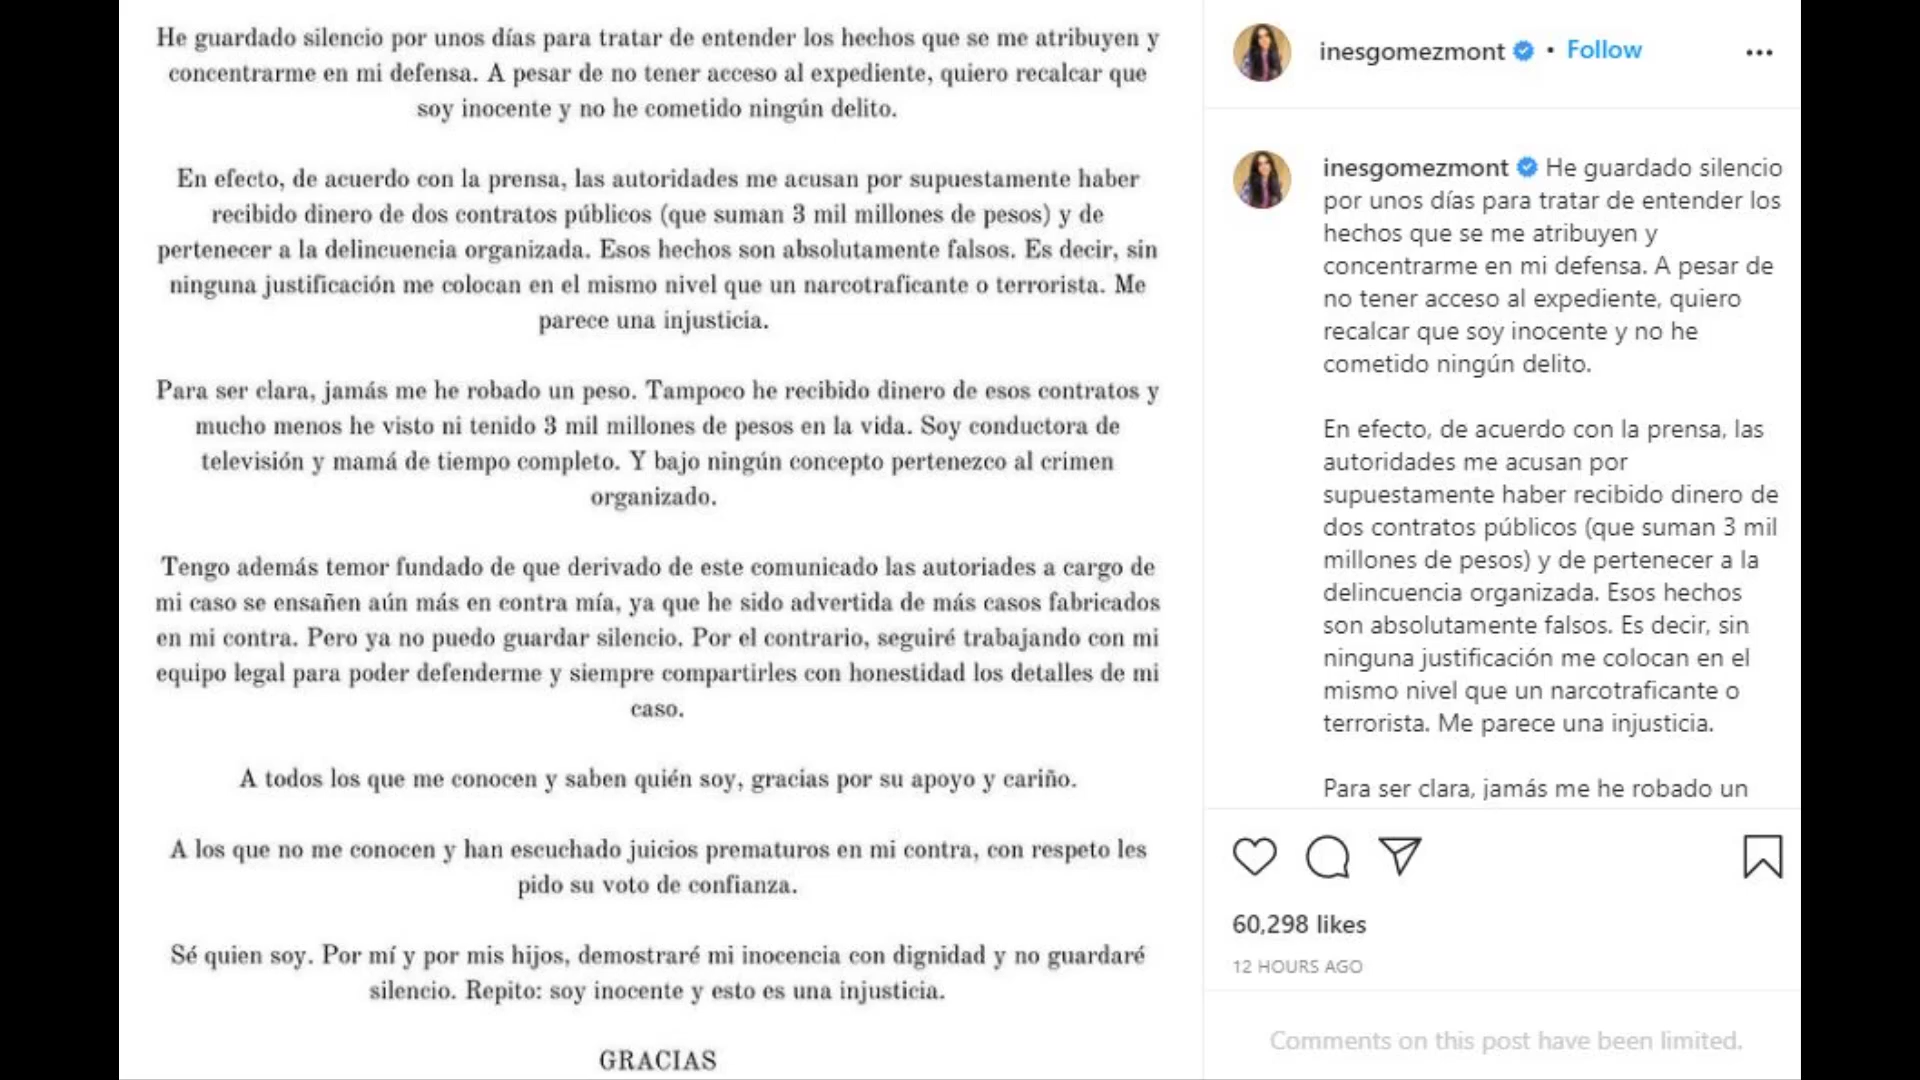 He guardado silencio por unos días para tratar de entender los hechos que se me atribuyen y
concentrarme en mi defensa. A pesar de no tener acceso al expediente, quiero recalcar que
soy inocente y no he cometido ningún delito.
En efecto, de acuerdo con la prensa, las autoridades me acusan por supuestamente haber
recibido dinero de dos contratos públicos (que suman 3 mil millones de pesos) y de
pertenecer a la delincuencia organizada. Esos hechos son absolutamente falsos. Es decir, sin
ninguna justificación me colocan en el mismo nivel que un narcotraficante o terrorista. Me
parece una injusticia.
Para ser clara, jamás me he robado un peso. Tampoco he recibido dinero de esos contratos y
mucho menos he visto ni tenido 3 mil millones de pesos en la vida. Soy conductora de
televisión y mamá de tiempo completo. Y bajo ningún concepto pertenezco al crimen
organizado.
Tengo además temor fundado de que derivado de este comunicado las autoriades a cargo de
mi caso se ensañen aún más en contra mía, ya que he sido advertida de más casos fabricados
en mi contra. Pero ya no puedo guardar silencio. Por el contrario, seguiré trabajando con mi
equipo legal para poder defenderme y siempre compartirles con honestidad los detalles de mi
caso.
A todos los que me conocen y saben quién soy, gracias por su apoyo y cariño.
A los que no me conocen y han escuchado juicios prematuros en mi contra, con respeto les
pido su voto de confianza.
Sé quien soy. Por mí y por mis hijos, demostraré mi inocencia con dignidad y no guardaré
silencio. Repito: soy inocente y esto es una injusticia.
GRACIAS
inesgomezmont • Follow
inesgomezmont He guardado silencio
por unos días para tratar de entender los
hechos que se me atribuyen y
concentrarme en mi defensa. A pesar de
no tener acceso al expediente, quiero
recalcar que soy inocente y no he
cometido ningún delito.
En efecto, de acuerdo con la prensa, las
autoridades me acusan por
supuestamente haber recibido dinero de
dos contratos públicos (que suman 3 mil
millones de pesos) y de pertenecer a la
delincuencia organizada. Esos hechos
son absolutamente falsos. Es decir, sin
ninguna justificación me colocan en el
mismo nivel que un narcotraficante o
terrorista. Me parece una injusticia.
Para ser clara, jamás me he robado un
60,298 likes
12 HOURS AGO
Comments on this post have been limited.